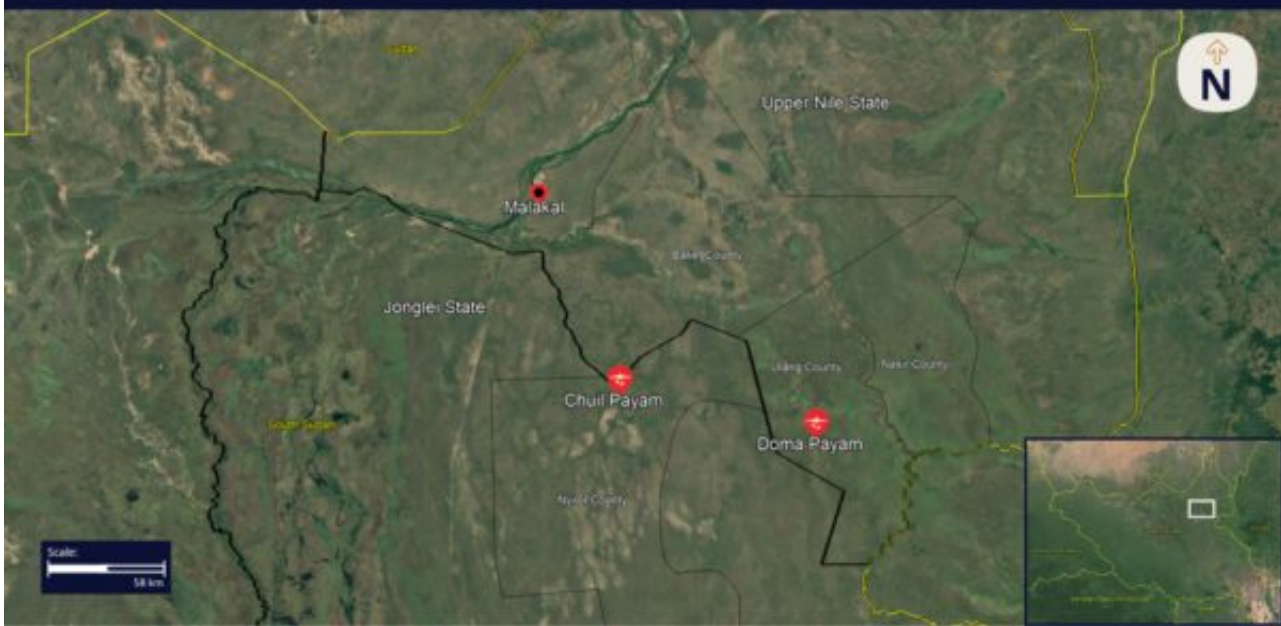 Sudan
N
Upper Nile State
Malakal
Baliet County
Jonglei State
Ulang County
Nasir County
Chuil Payam
Doma Payam
South Sudan
Nyirol County
Scale:
58 km